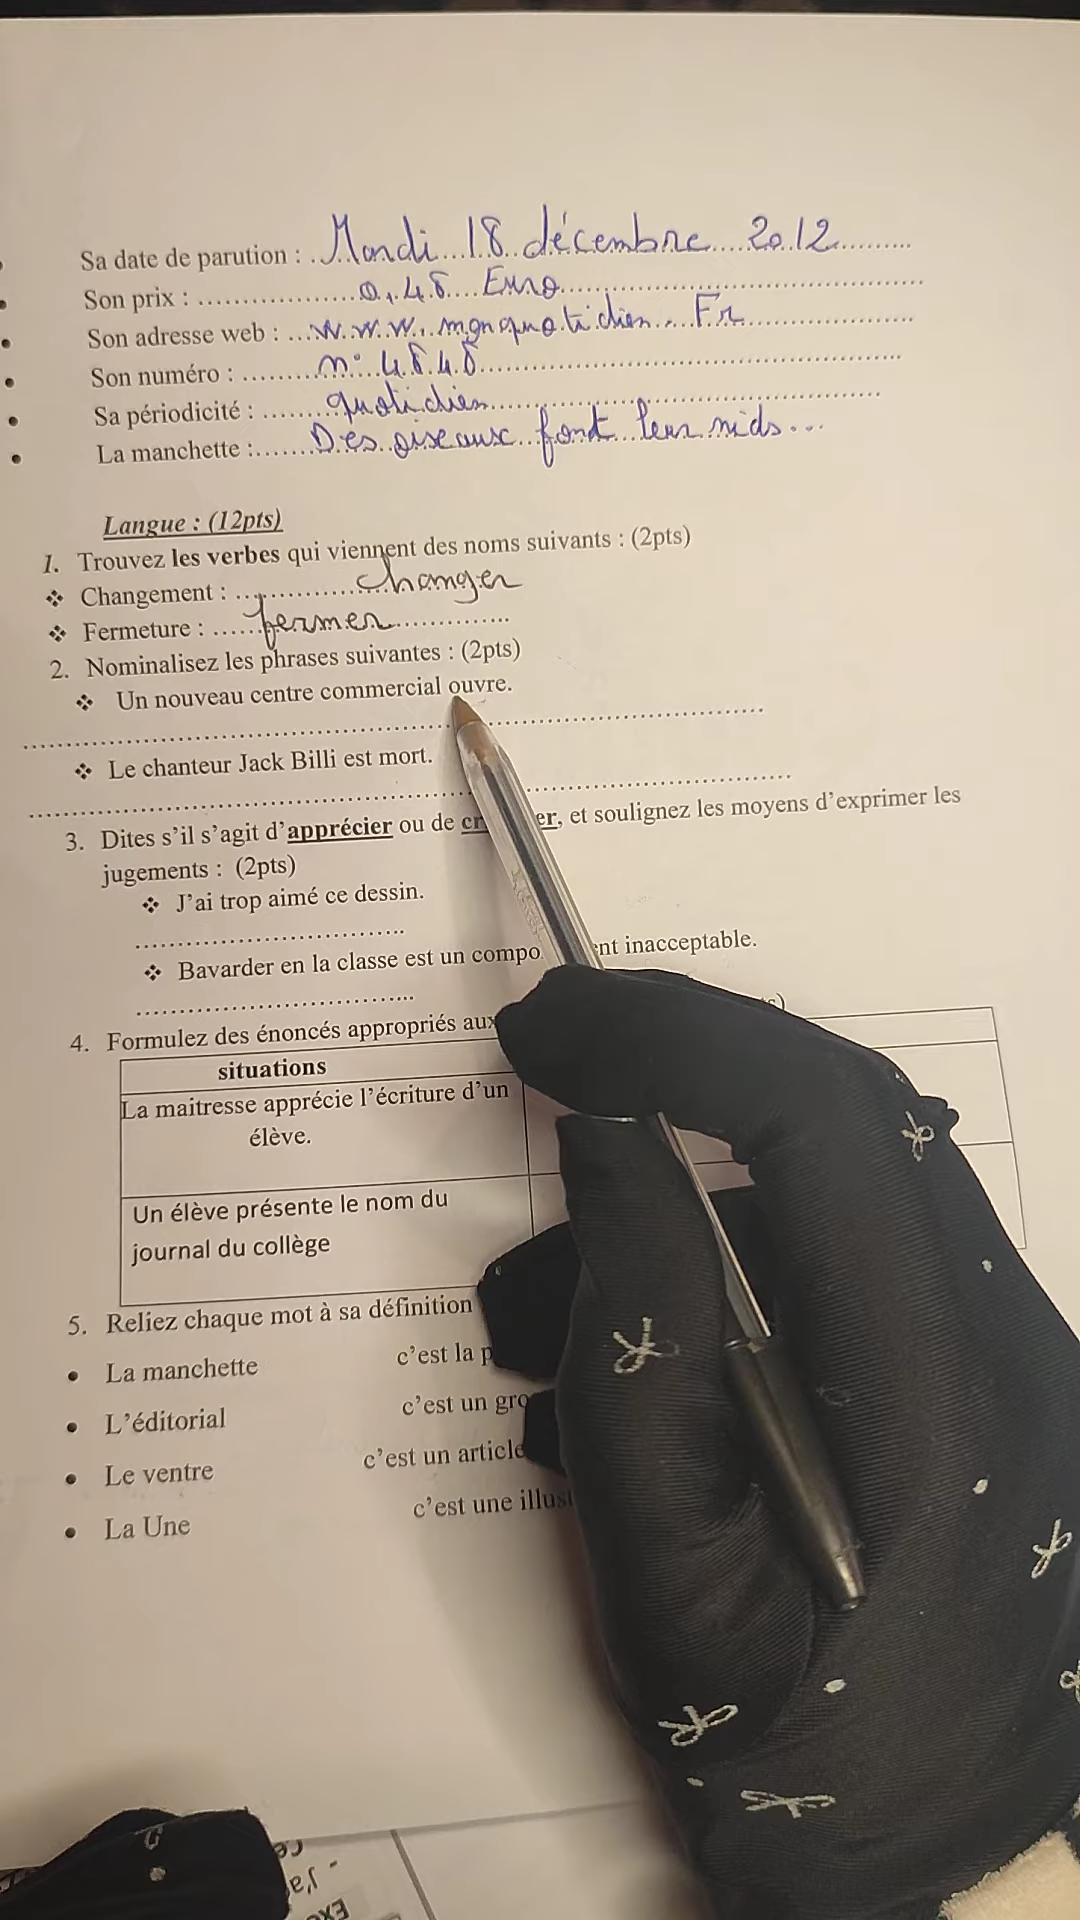 Sa date de parution : Mardi 18 décembre 2012
Son prix : 0,48 Euro
Son adresse web : www.monquotidien.Fr
Son numéro : n° 4848
Sa périodicité : quotidien
La manchette : Des oiseaux font leur nids...
Langue : (12pts)
1. Trouvez les verbes qui viennent des noms suivants : (2pts)
❖ Changement : changer
❖ Fermeture : fermer
2. Nominalisez les phrases suivantes : (2pts)
❖ Un nouveau centre commercial ouvre.
❖ Le chanteur Jack Billi est mort.
3. Dites s'il s'agit d'apprécier ou de cr er, et soulignez les moyens d'exprimer les
jugements : (2pts)
❖ J'ai trop aimé ce dessin.
❖ Bavarder en la classe est un compo nt inacceptable.
4. Formulez des énoncés appropriés aux
situations
La maitresse apprécie l'écriture d'un
élève.
Un élève présente le nom du
journal du collège
5. Reliez chaque mot à sa définition
• La manchette c'est la p
• L'éditorial c'est un gro
• Le ventre c'est un article
• La Une c'est une illus